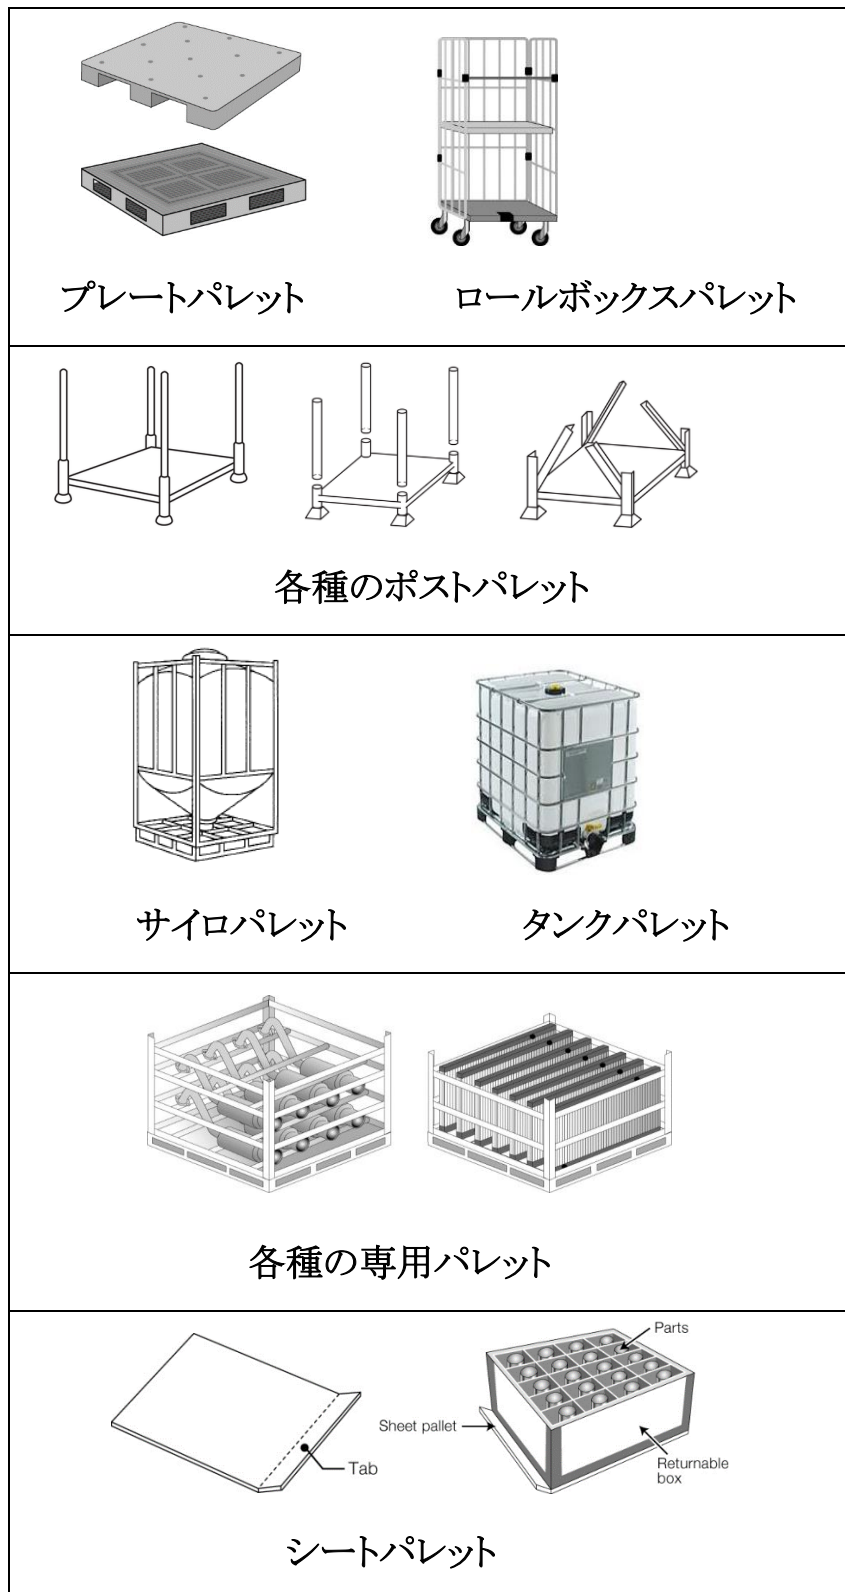 プレートパレット
ロールボックスパレット
各種のポストパレット
サイロパレット
タンクパレット
各種の専用パレット
Parts
Sheet pallet
Tab
Returnable
box
シートパレット